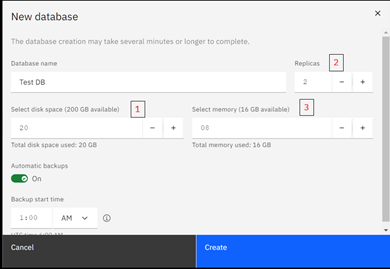 New database
The database creation may take several minutes or longer to complete.
Database name
Replicas
2
Test DB
2
Select disk space (200 GB available)
1
Select memory (16 GB available)
3
20
08
Total disk space used: 20 GB
Total memory used: 16 GB
Automatic backups
On
Backup start time
1:00
AM
Cancel
Create